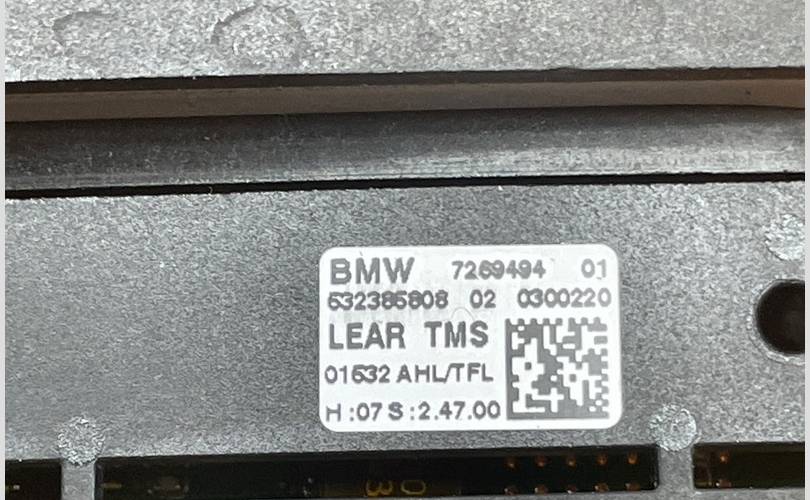 BMW 7269494 01
532385808 02 0300220
LEAR TMS
01532 AHL/TFL
H :07 S :2.47.00